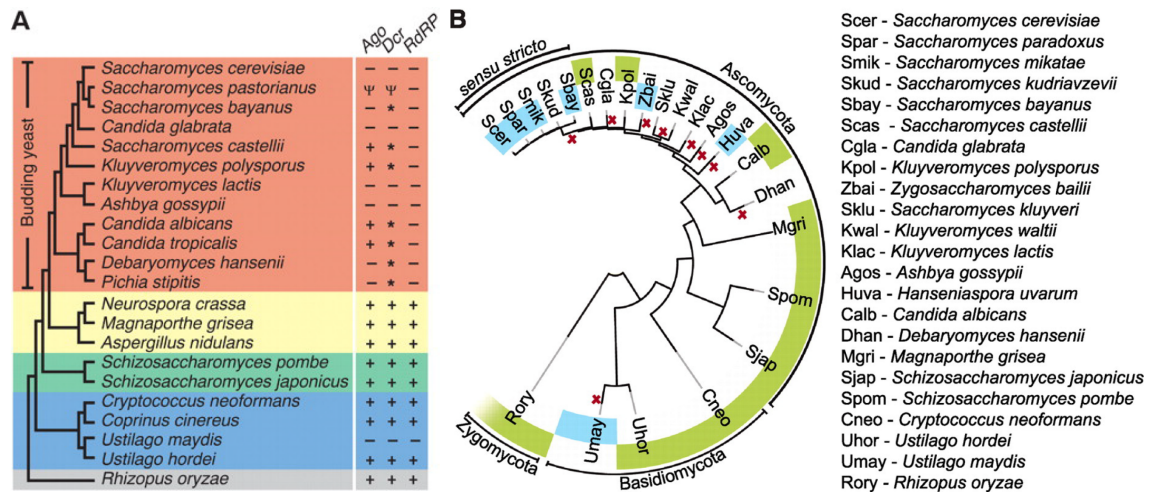 A
Ago Dcr RdRP
Budding yeast
Saccharomyces cerevisiae – – –
Saccharomyces pastorianus Ψ Ψ –
Saccharomyces bayanus – * –
Candida glabrata – – –
Saccharomyces castellii + * –
Kluyveromyces polysporus + * –
Kluyveromyces lactis – – –
Ashbya gossypii – – –
Candida albicans + * –
Candida tropicalis + * –
Debaryomyces hansenii – * –
Pichia stipitis – * –
Neurospora crassa + + +
Magnaporthe grisea + + +
Aspergillus nidulans + + +
Schizosaccharomyces pombe + + +
Schizosaccharomyces japonicus + + +
Cryptococcus neoformans + + +
Coprinus cinereus + + +
Ustilago maydis – – –
Ustilago hordei + + +
Rhizopus oryzae + + +
B
sensu stricto
Ascomycota
Scer
Spar
Smik
Skud
Sbay
Scas
Cgla
Kpol
Zbai
Sklu
Kwal
Klac
Agos
Huva
Calb
Dhan
Mgri
Spom
Sjap
Cneo
Uhor
Umay
Rory
Basidiomycota
Zygomycota
Scer - Saccharomyces cerevisiae
Spar - Saccharomyces paradoxus
Smik - Saccharomyces mikatae
Skud - Saccharomyces kudriavzevii
Sbay - Saccharomyces bayanus
Scas - Saccharomyces castellii
Cgla - Candida glabrata
Kpol - Kluyveromyces polysporus
Zbai - Zygosaccharomyces bailii
Sklu - Saccharomyces kluyveri
Kwal - Kluyveromyces waltii
Klac - Kluyveromyces lactis
Agos - Ashbya gossypii
Huva - Hanseniaspora uvarum
Calb - Candida albicans
Dhan - Debaryomyces hansenii
Mgri - Magnaporthe grisea
Sjap - Schizosaccharomyces japonicus
Spom - Schizosaccharomyces pombe
Cneo - Cryptococcus neoformans
Uhor - Ustilago hordei
Umay - Ustilago maydis
Rory - Rhizopus oryzae